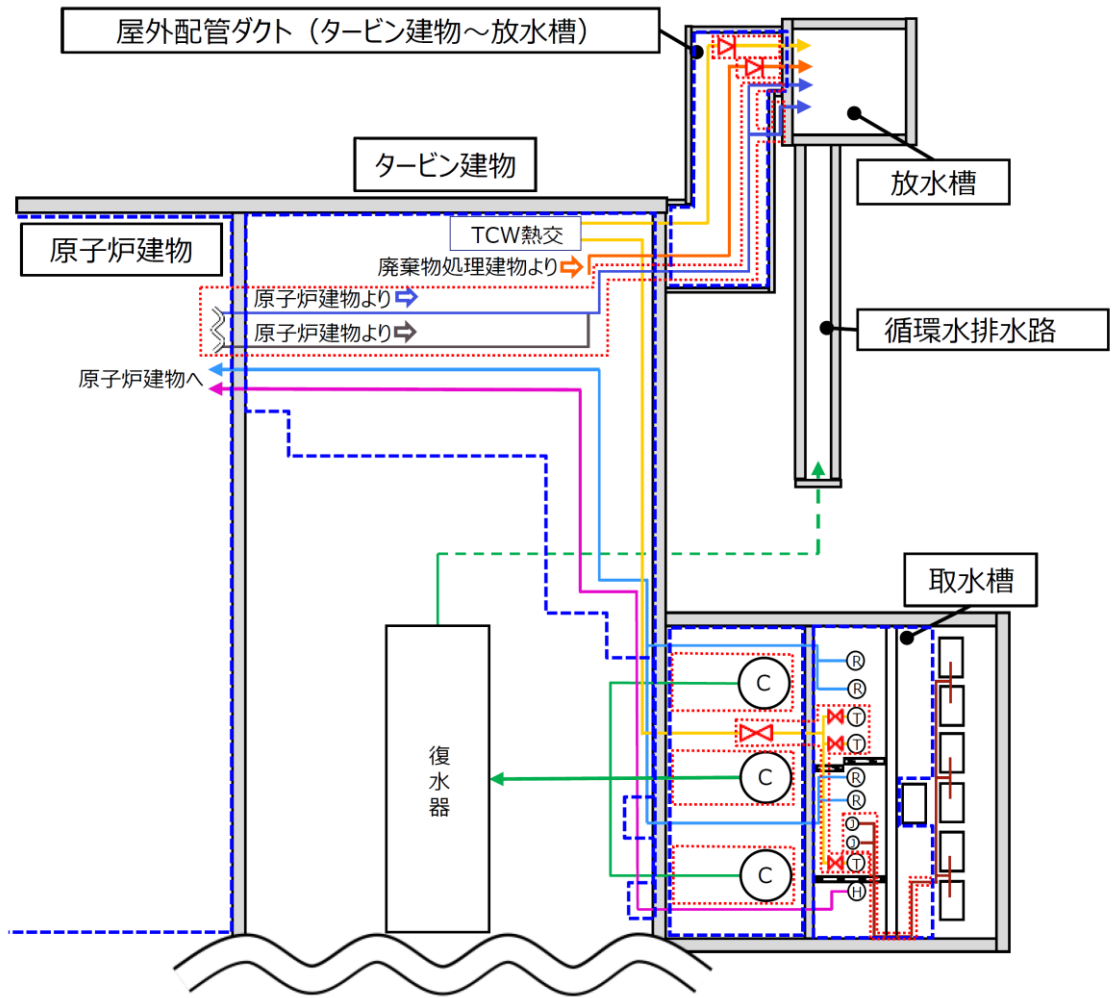 屋外配管ダクト（タービン建物～放水槽）
タービン建物
放水槽
原子炉建物
TCW熱交
廃棄物処理建物より
原子炉建物より
原子炉建物より
循環水排水路
原子炉建物へ
取水槽
復水器
C
C
C
R
R
T
T
R
R
J
J
T
H